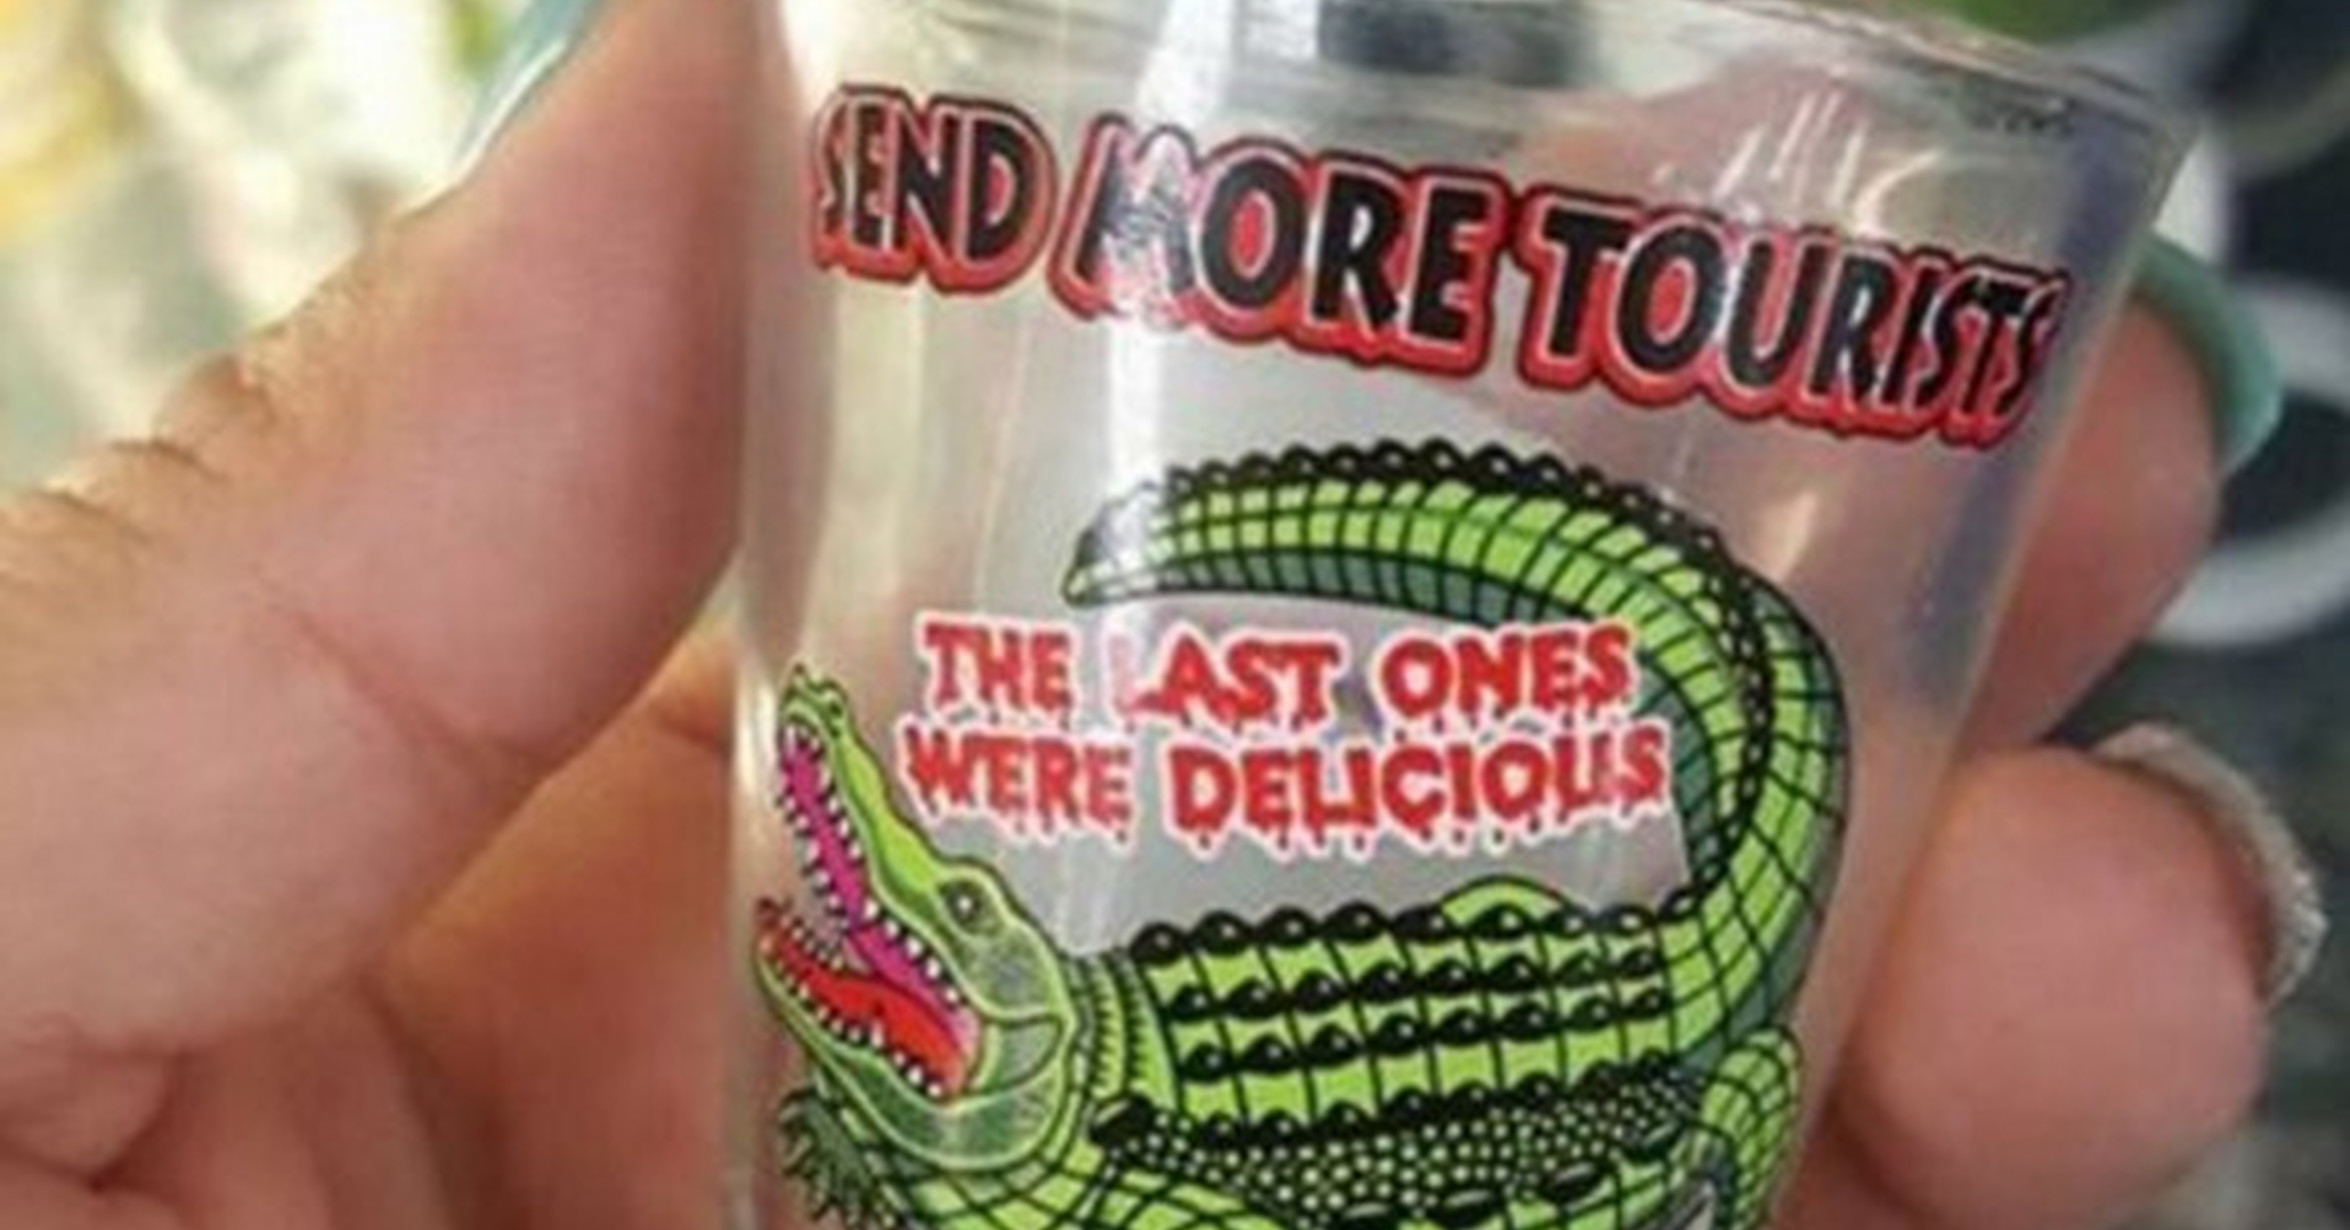 SEND MORE TOURISTS
THE LAST ONES
WERE DELICIOUS